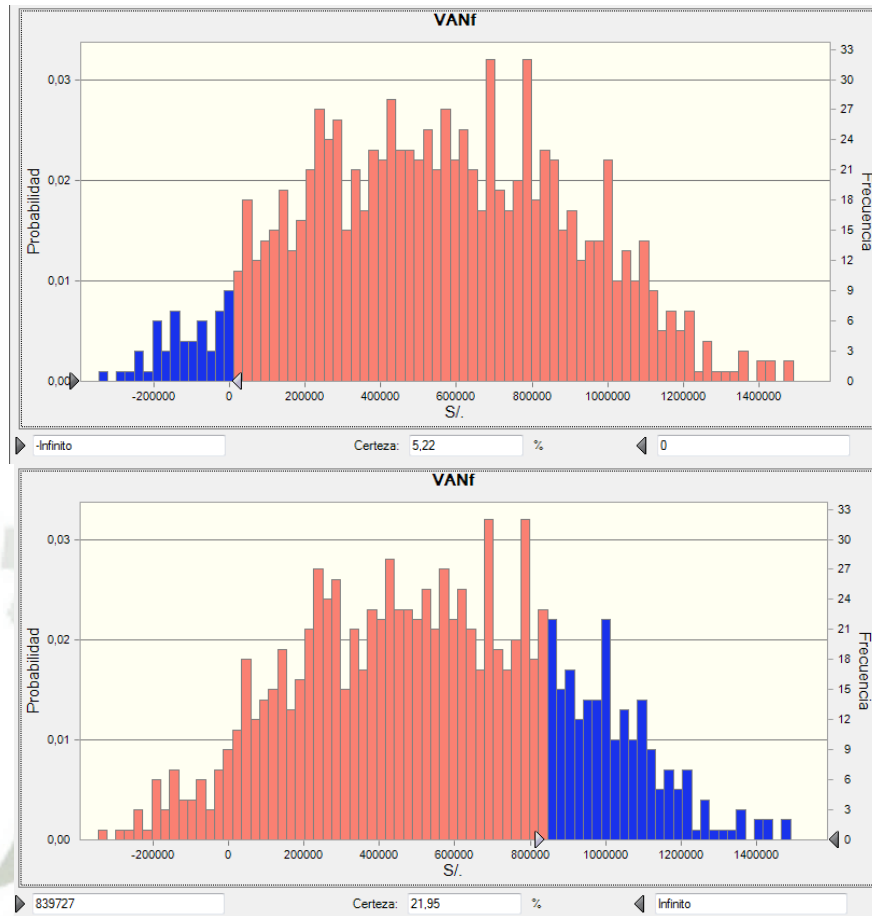 VANf
0,03
0,02
0,01
0,00
Probabilidad
33
30
27
24
21
18
15
12
9
6
3
0
Frecuencia
-200000 0 200000 400000 600000 800000 1000000 1200000 1400000
S/.
-Infinito Certeza: 5,22 % 0
VANf
0,03
0,02
0,01
0,00
Probabilidad
33
30
27
24
21
18
15
12
9
6
3
0
Frecuencia
-200000 0 200000 400000 600000 800000 1000000 1200000 1400000
S/.
839727 Certeza: 21,95 % Infinito